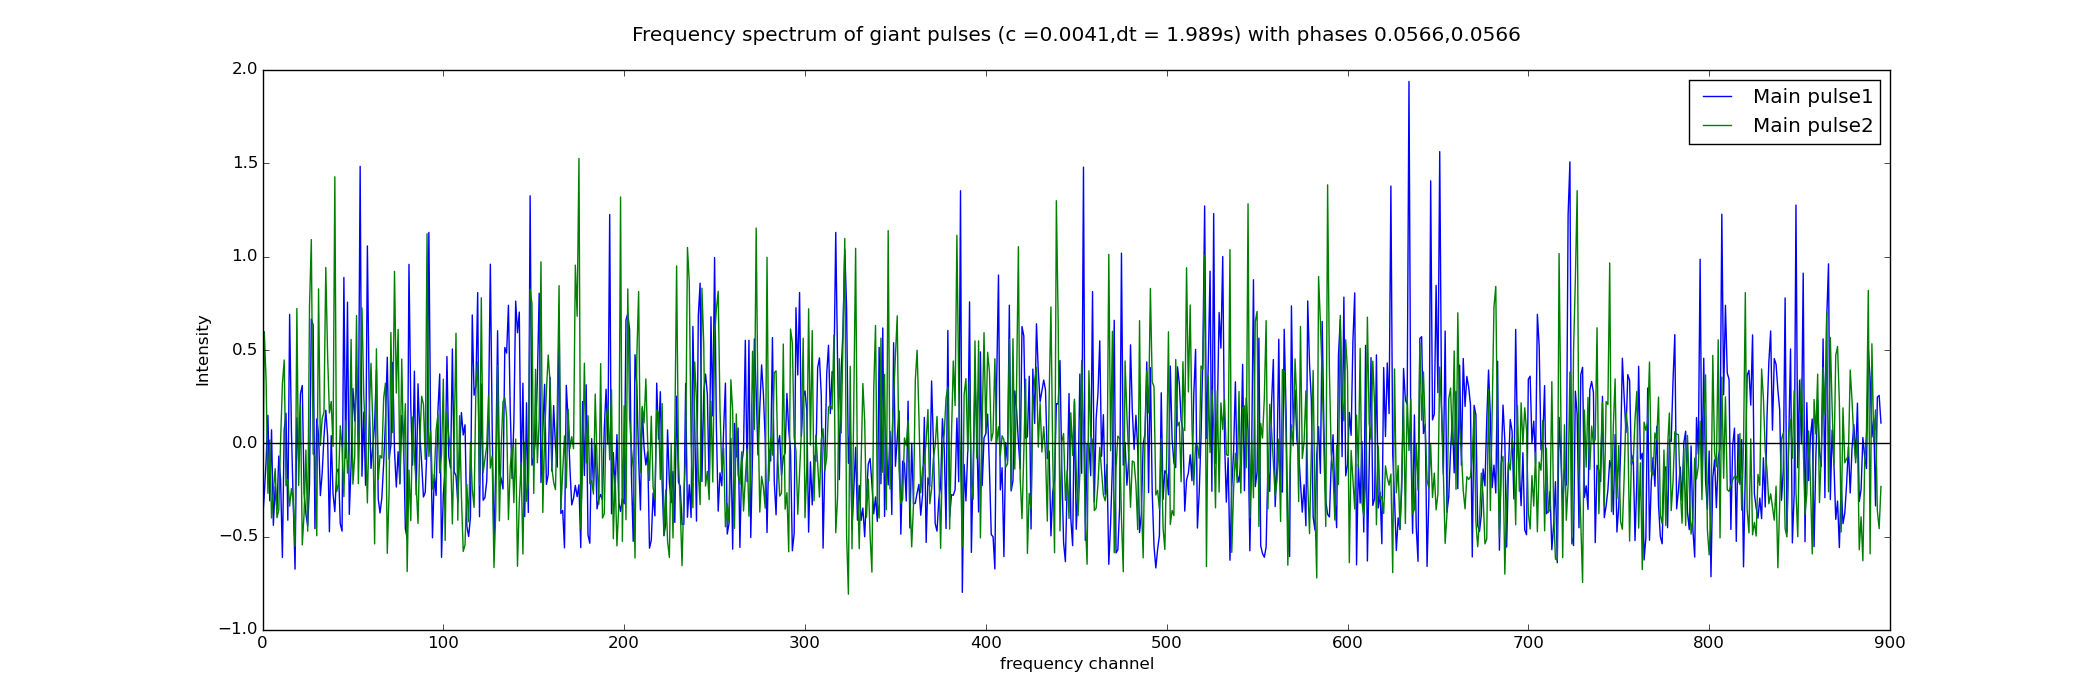 Frequency spectrum of giant pulses (c =0.0041,dt = 1.989s) with phases 0.0566,0.0566
2.0
1.5
1.0
0.5
0.0
−0.5
−1.0
Intensity
Main pulse1
Main pulse2
0 100 200 300 400 500 600 700 800 900
frequency channel